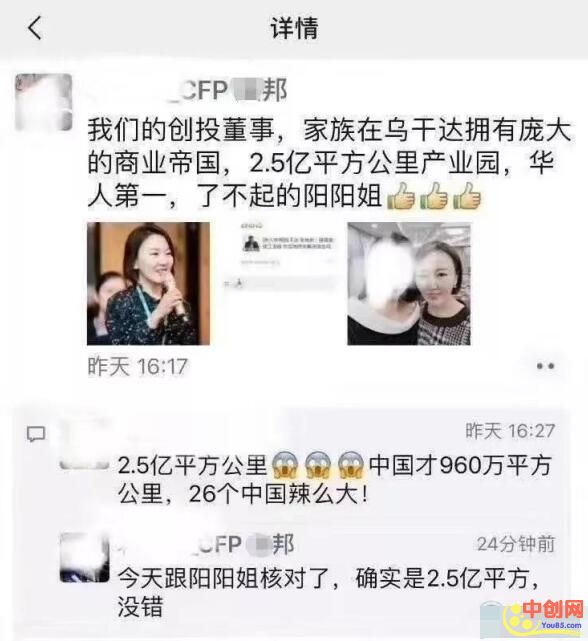 详情
_CFP 邦
我们的创投董事，家族在乌干达拥有庞大
的商业帝国，2.5亿平方公里产业园，华
人第一，了不起的阳阳姐👍👍👍
昨天 16:17
昨天 16:27
2.5亿平方公里😱😱😱中国才960万平方
公里，26个中国辣么大！
CFP 邦
24分钟前
今天跟阳阳姐核对了，确实是2.5亿平方，
没错
中创网
You85.com